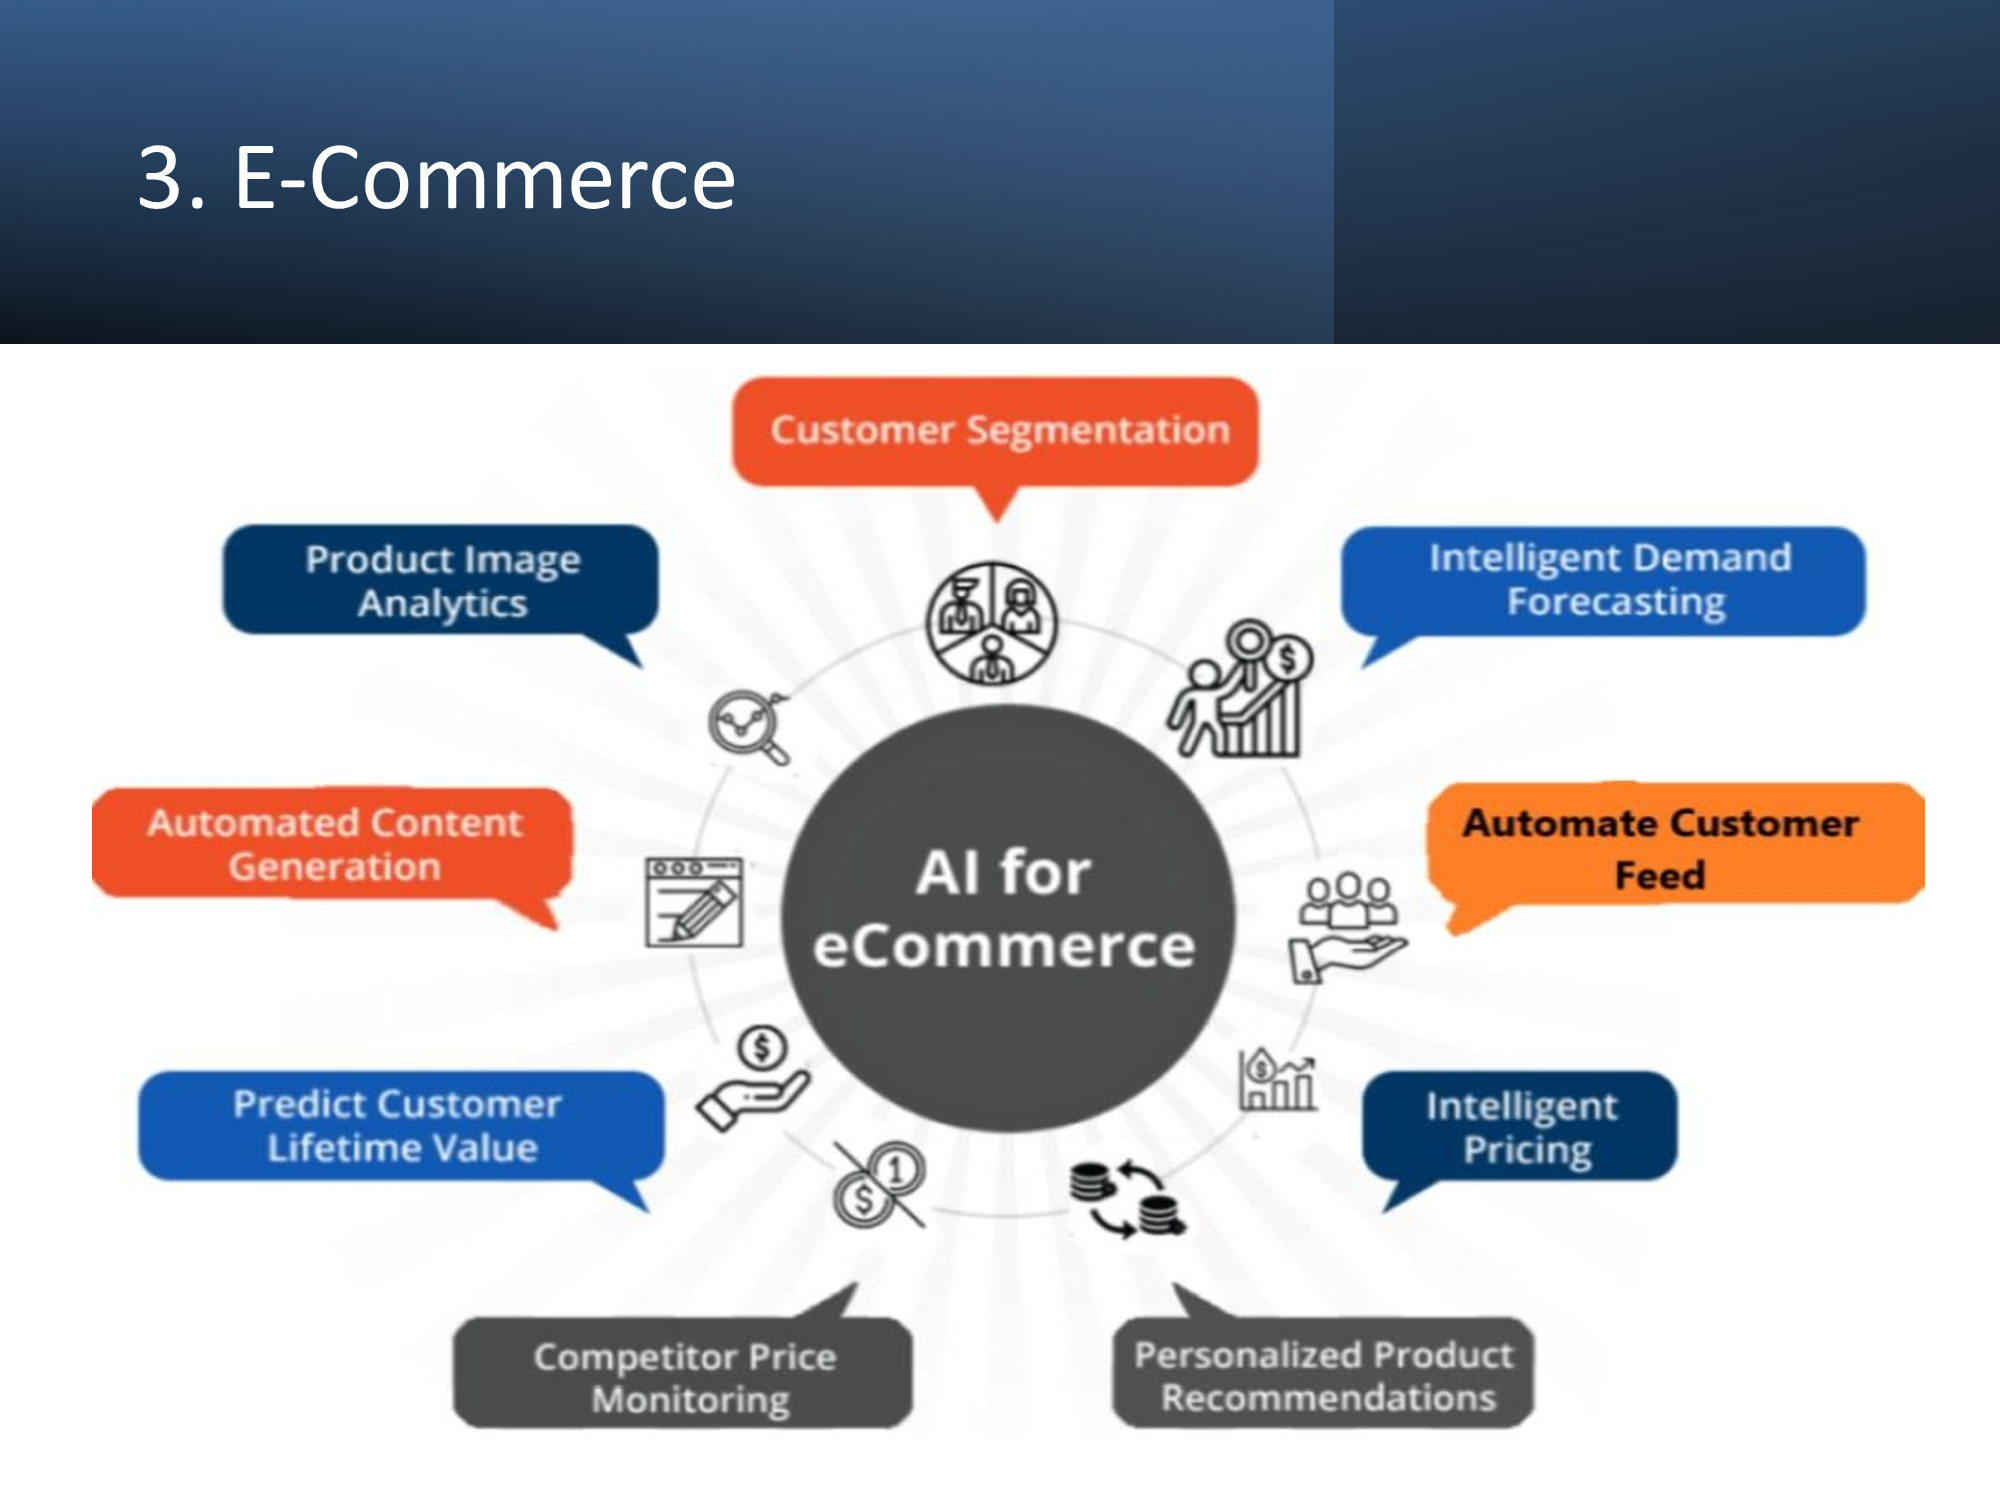 3. E-Commerce
Customer Segmentation
Product Image
Analytics
Intelligent Demand
Forecasting
Automated Content
Generation
Automate Customer
Feed
AI for
eCommerce
$
Predict Customer
Lifetime Value
$
$
1
$
Intelligent
Pricing
Competitor Price
Monitoring
Personalized Product
Recommendations